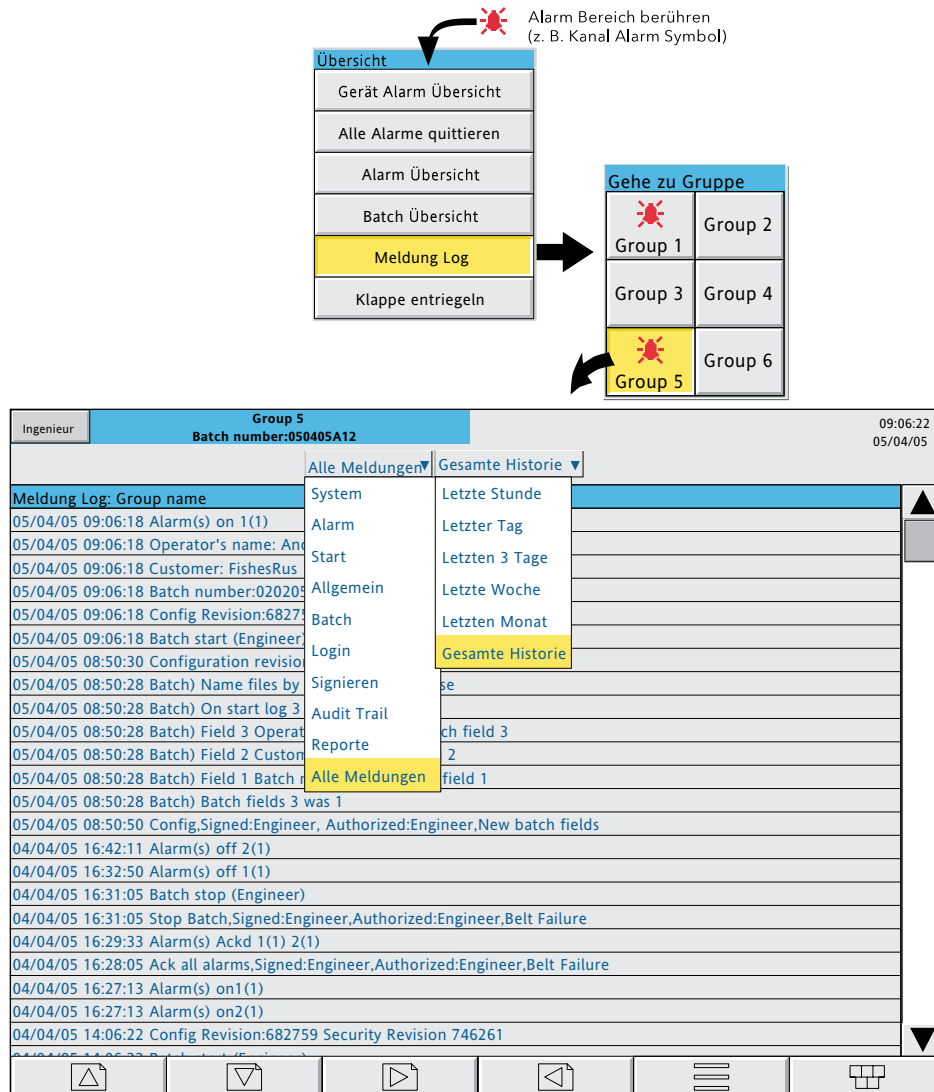 Alarm Bereich berühren
(z. B. Kanal Alarm Symbol)
Übersicht
Gerät Alarm Übersicht
Alle Alarme quittieren
Alarm Übersicht
Batch Übersicht
Meldung Log
Klappe entriegeln
Gehe zu Gruppe
Group 1
Group 2
Group 3
Group 4
Group 5
Group 6
Ingenieur
Group 5
Batch number:050405A12
09:06:22
05/04/05
Alle Meldungen
Gesamte Historie
System
Alarm
Start
Allgemein
Batch
Login
Signieren
Audit Trail
Reporte
Alle Meldungen
Letzte Stunde
Letzter Tag
Letzten 3 Tage
Letzte Woche
Letzten Monat
Gesamte Historie
Meldung Log: Group name
05/04/05 09:06:18 Alarm(s) on 1(1)
05/04/05 09:06:18 Operator's name:
05/04/05 09:06:18 Customer: FishesRus
05/04/05 09:06:18 Batch number:020205
05/04/05 09:06:18 Config Revision:6827
05/04/05 09:06:18 Batch start (Engineer)
05/04/05 08:50:30 Configuration
05/04/05 08:50:28 Batch) Name files by se
05/04/05 08:50:28 Batch) On start log 3
05/04/05 08:50:28 Batch) Field 3 Operat ch field 3
05/04/05 08:50:28 Batch) Field 2 Custom 2
05/04/05 08:50:28 Batch) Field 1 Batch field 1
05/04/05 08:50:28 Batch) Batch fields 3 was 1
05/04/05 08:50:50 Config,Signed:Engineer, Authorized:Engineer,New batch fields
04/04/05 16:42:11 Alarm(s) off 2(1)
04/04/05 16:32:50 Alarm(s) off 1(1)
04/04/05 16:31:05 Batch stop (Engineer)
04/04/05 16:31:05 Stop Batch,Signed:Engineer,Authorized:Engineer,Belt Failure
04/04/05 16:29:33 Alarm(s) Ackd 1(1) 2(1)
04/04/05 16:28:05 Ack all alarms,Signed:Engineer,Authorized:Engineer,Belt Failure
04/04/05 16:27:13 Alarm(s) on1(1)
04/04/05 16:27:13 Alarm(s) on2(1)
04/04/05 14:06:22 Config Revision:682759 Security Revision 746261